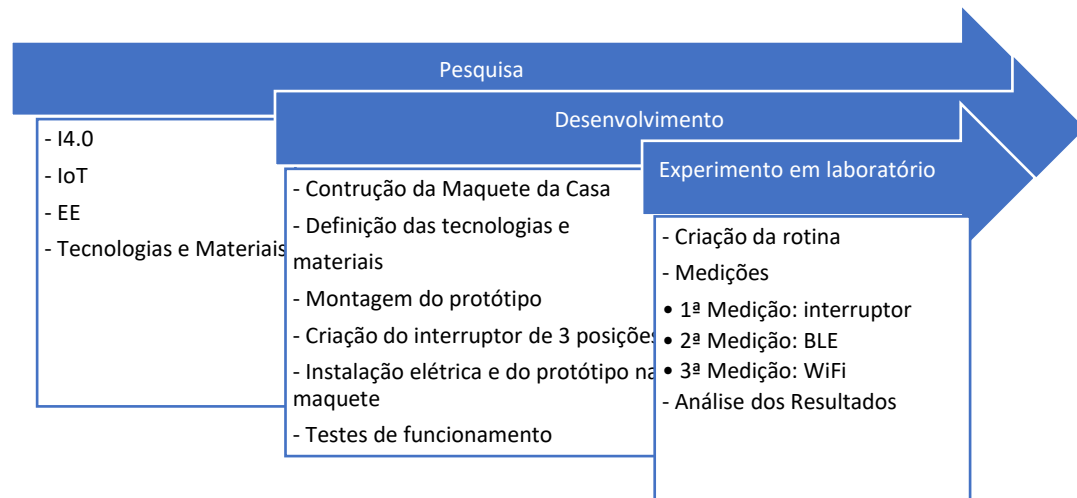 Pesquisa
- I4.0
- IoT
- EE
- Tecnologias e Materiais
Desenvolvimento
- Contrução da Maquete da Casa
- Definição das tecnologias e
materiais
- Montagem do protótipo
- Criação do interruptor de 3 posições
- Instalação elétrica e do protótipo na
maquete
- Testes de funcionamento
Experimento em laboratório
- Criação da rotina
- Medições
• 1ª Medição: interruptor
• 2ª Medição: BLE
• 3ª Medição: WiFi
- Análise dos Resultados